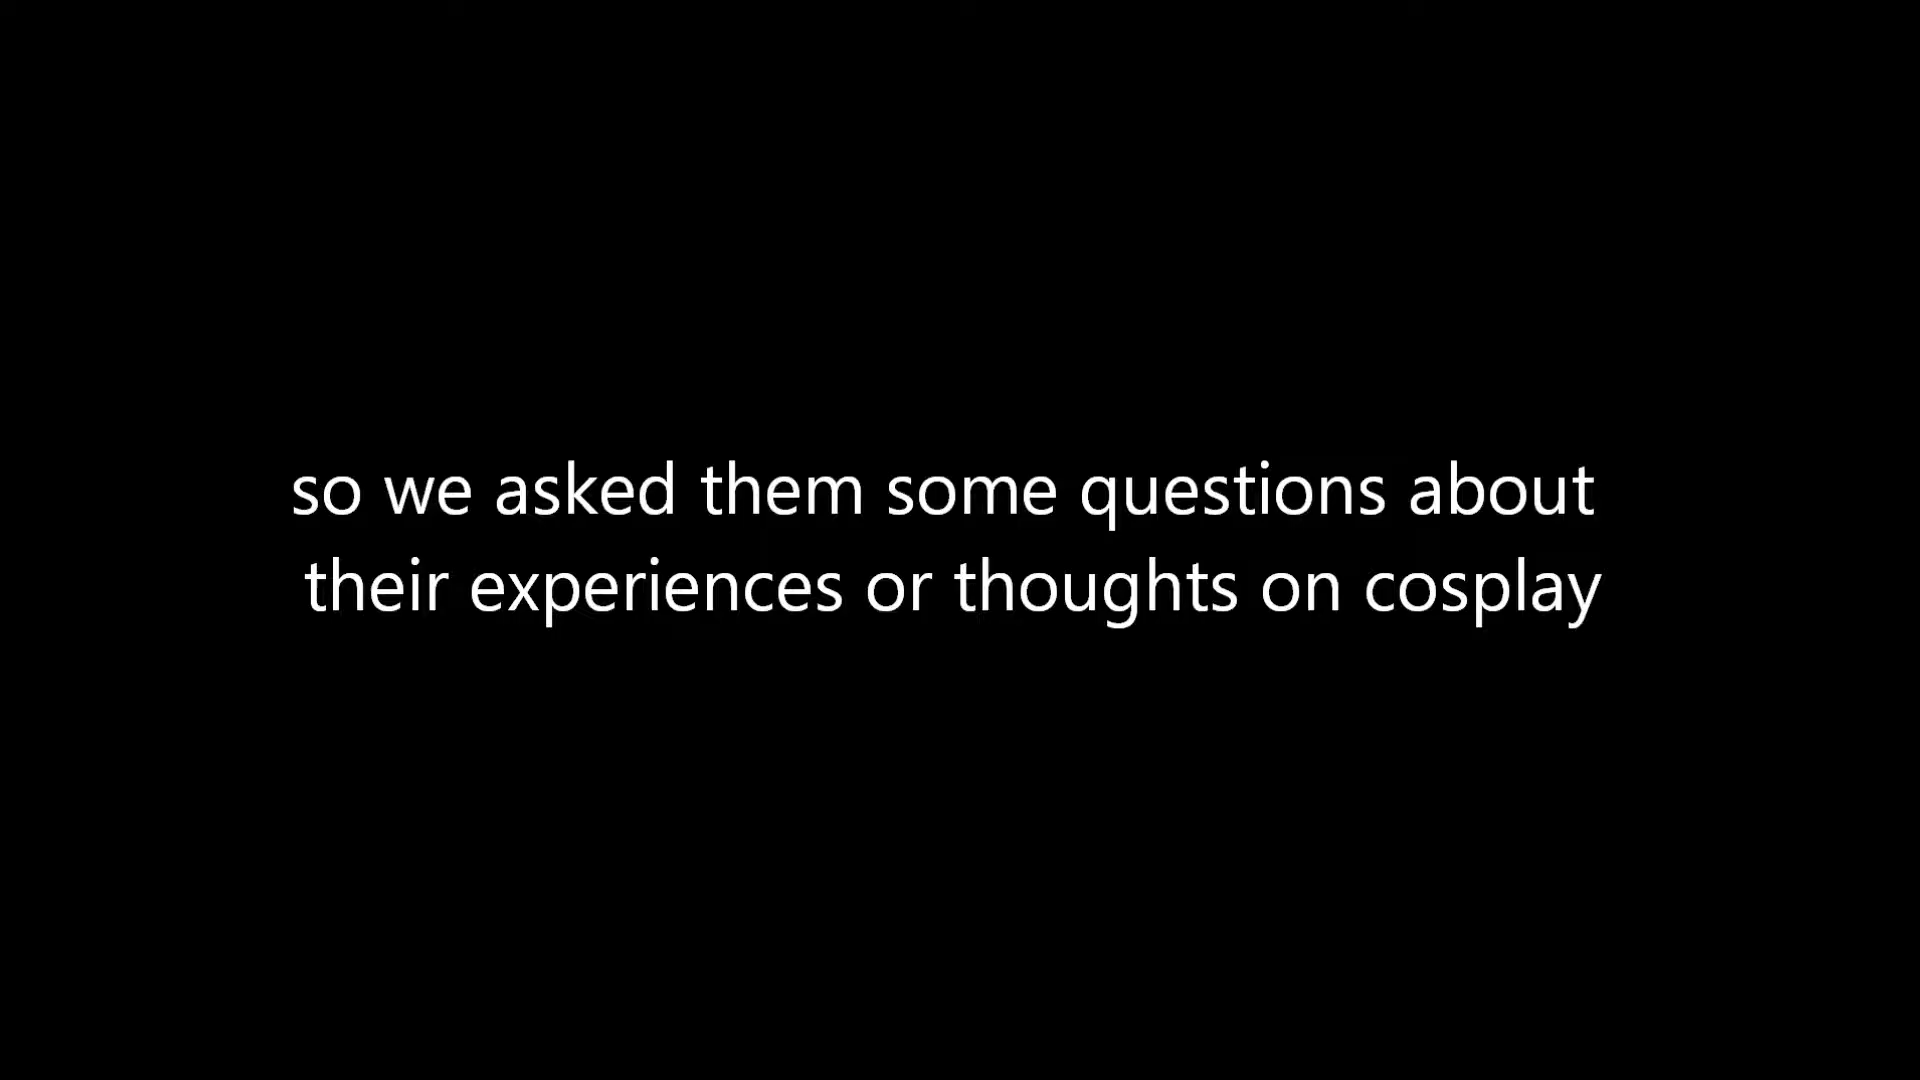 so we asked them some questions about
their experiences or thoughts on cosplay